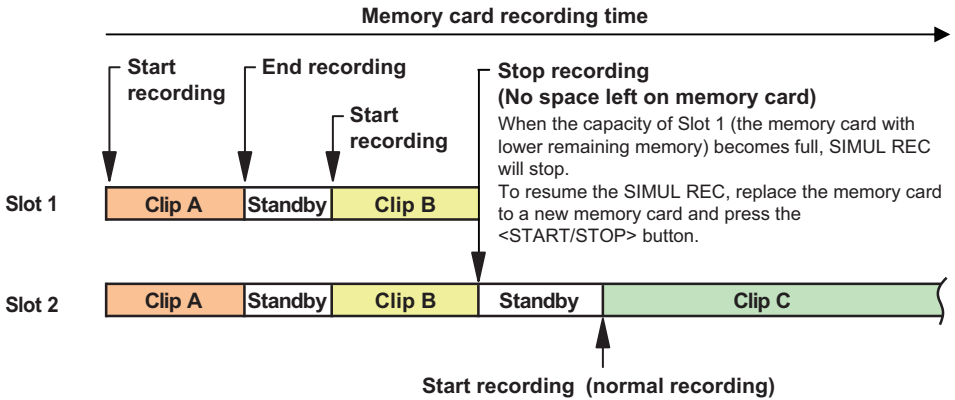 Memory card recording time
Start
recording
End recording
Start
recording
Stop recording
(No space left on memory card)
When the capacity of Slot 1 (the memory card with
lower remaining memory) becomes full, SIMUL REC
will stop.
To resume the SIMUL REC, replace the memory card
to a new memory card and press the
<START/STOP> button.
Slot 1
Clip A
Standby
Clip B
Slot 2
Clip A
Standby
Clip B
Standby
Clip C
Start recording (normal recording)